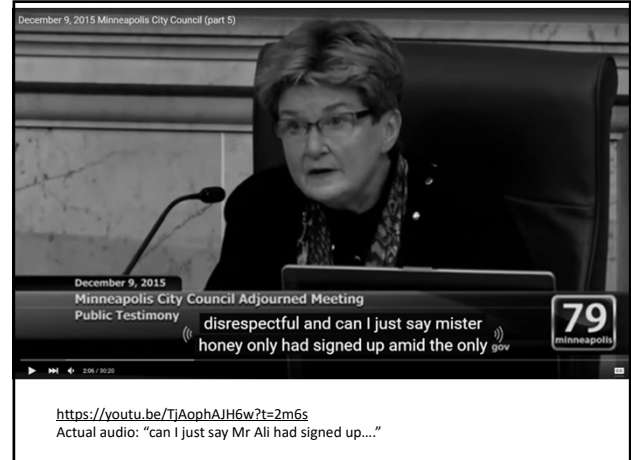 December 9, 2015 Minneapolis City Council (part 5)
December 9, 2015
Minneapolis City Council Adjourned Meeting
Public Testimony
disrespectful and can I just say mister
honey only had signed up amid the only
gov
79
minneapolis
2:06 / 30:20
CC
https://youtu.be/TjAophAJH6w?t=2m6s
Actual audio: “can I just say Mr Ali had signed up….”